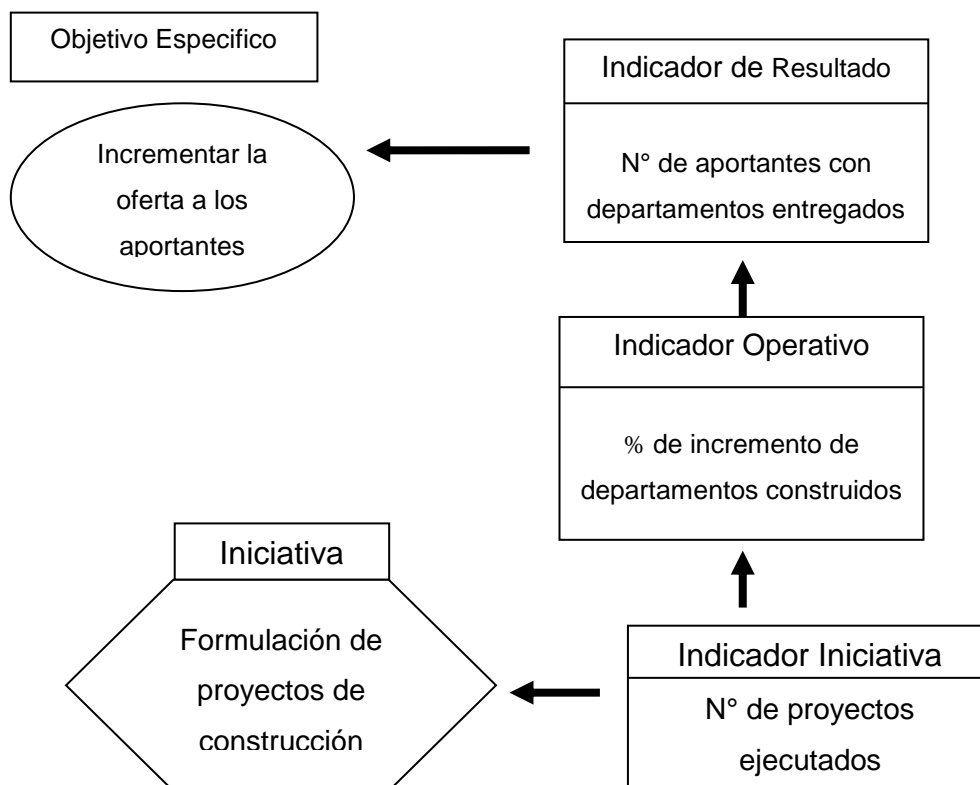 Objetivo Especifico
Incrementar la
oferta a los
aportantes
Indicador de Resultado
N° de aportantes con
departamentos entregados
Indicador Operativo
% de incremento de
departamentos construidos
Iniciativa
Formulación de
proyectos de
construcción
Indicador Iniciativa
N° de proyectos
ejecutados